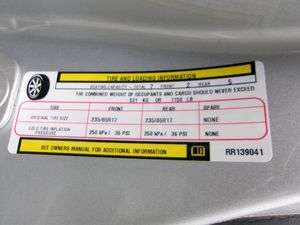 TIRE AND LOADING INFORMATION
SEATING CAPACITY - TOTAL 7 FRONT 2 REAR 5
THE COMBINED WEIGHT OF OCCUPANTS AND CARGO SHOULD NEVER EXCEED
521 KG OR 1150 LB
TIRE FRONT REAR SPARE
ORIGINAL TIRE SIZE 235/65R17 235/65R17 NONE
COLD TIRE INFLATION PRESSURE 250 kPa / 36 PSI 250 kPa / 36 PSI NONE
SEE OWNERS MANUAL FOR ADDITIONAL INFORMATION RR139041